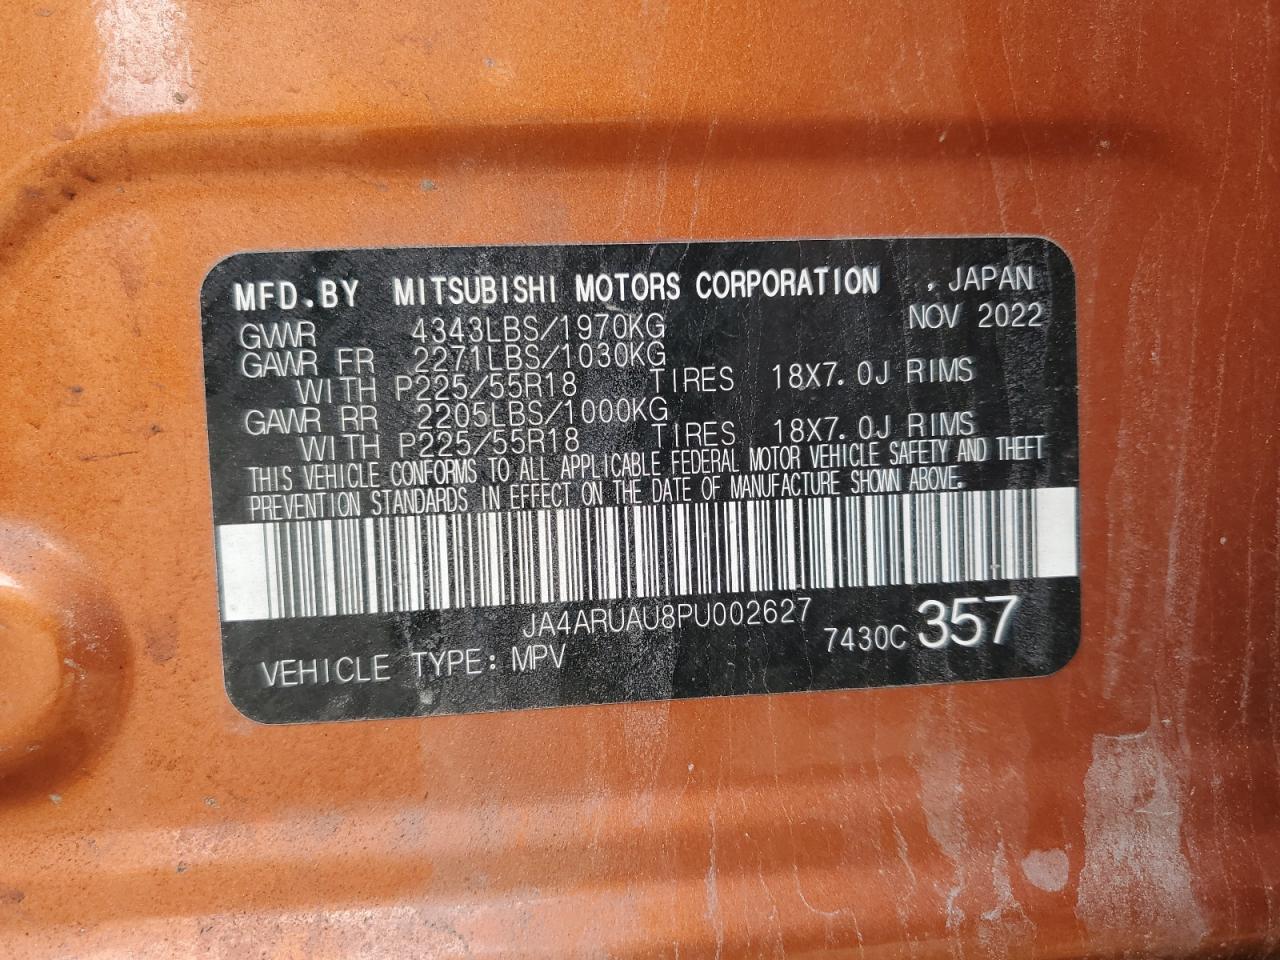 MFD.BY MITSUBISHI MOTORS CORPORATION , JAPAN
GVWR 4343LBS/1970KG NOV 2022
GAWR FR 2271LBS/1030KG
WITH P225/55R18 TIRES 18X7.0J RIMS
GAWR RR 2205LBS/1000KG
WITH P225/55R18 TIRES 18X7.0J RIMS
THIS VEHICLE CONFORMS TO ALL APPLICABLE FEDERAL MOTOR VEHICLE SAFETY AND THEFT
PREVENTION STANDARDS IN EFFECT ON THE DATE OF MANUFACTURE SHOWN ABOVE.
JA4ARUAU8PU002627
7430C 357
VEHICLE TYPE: MPV